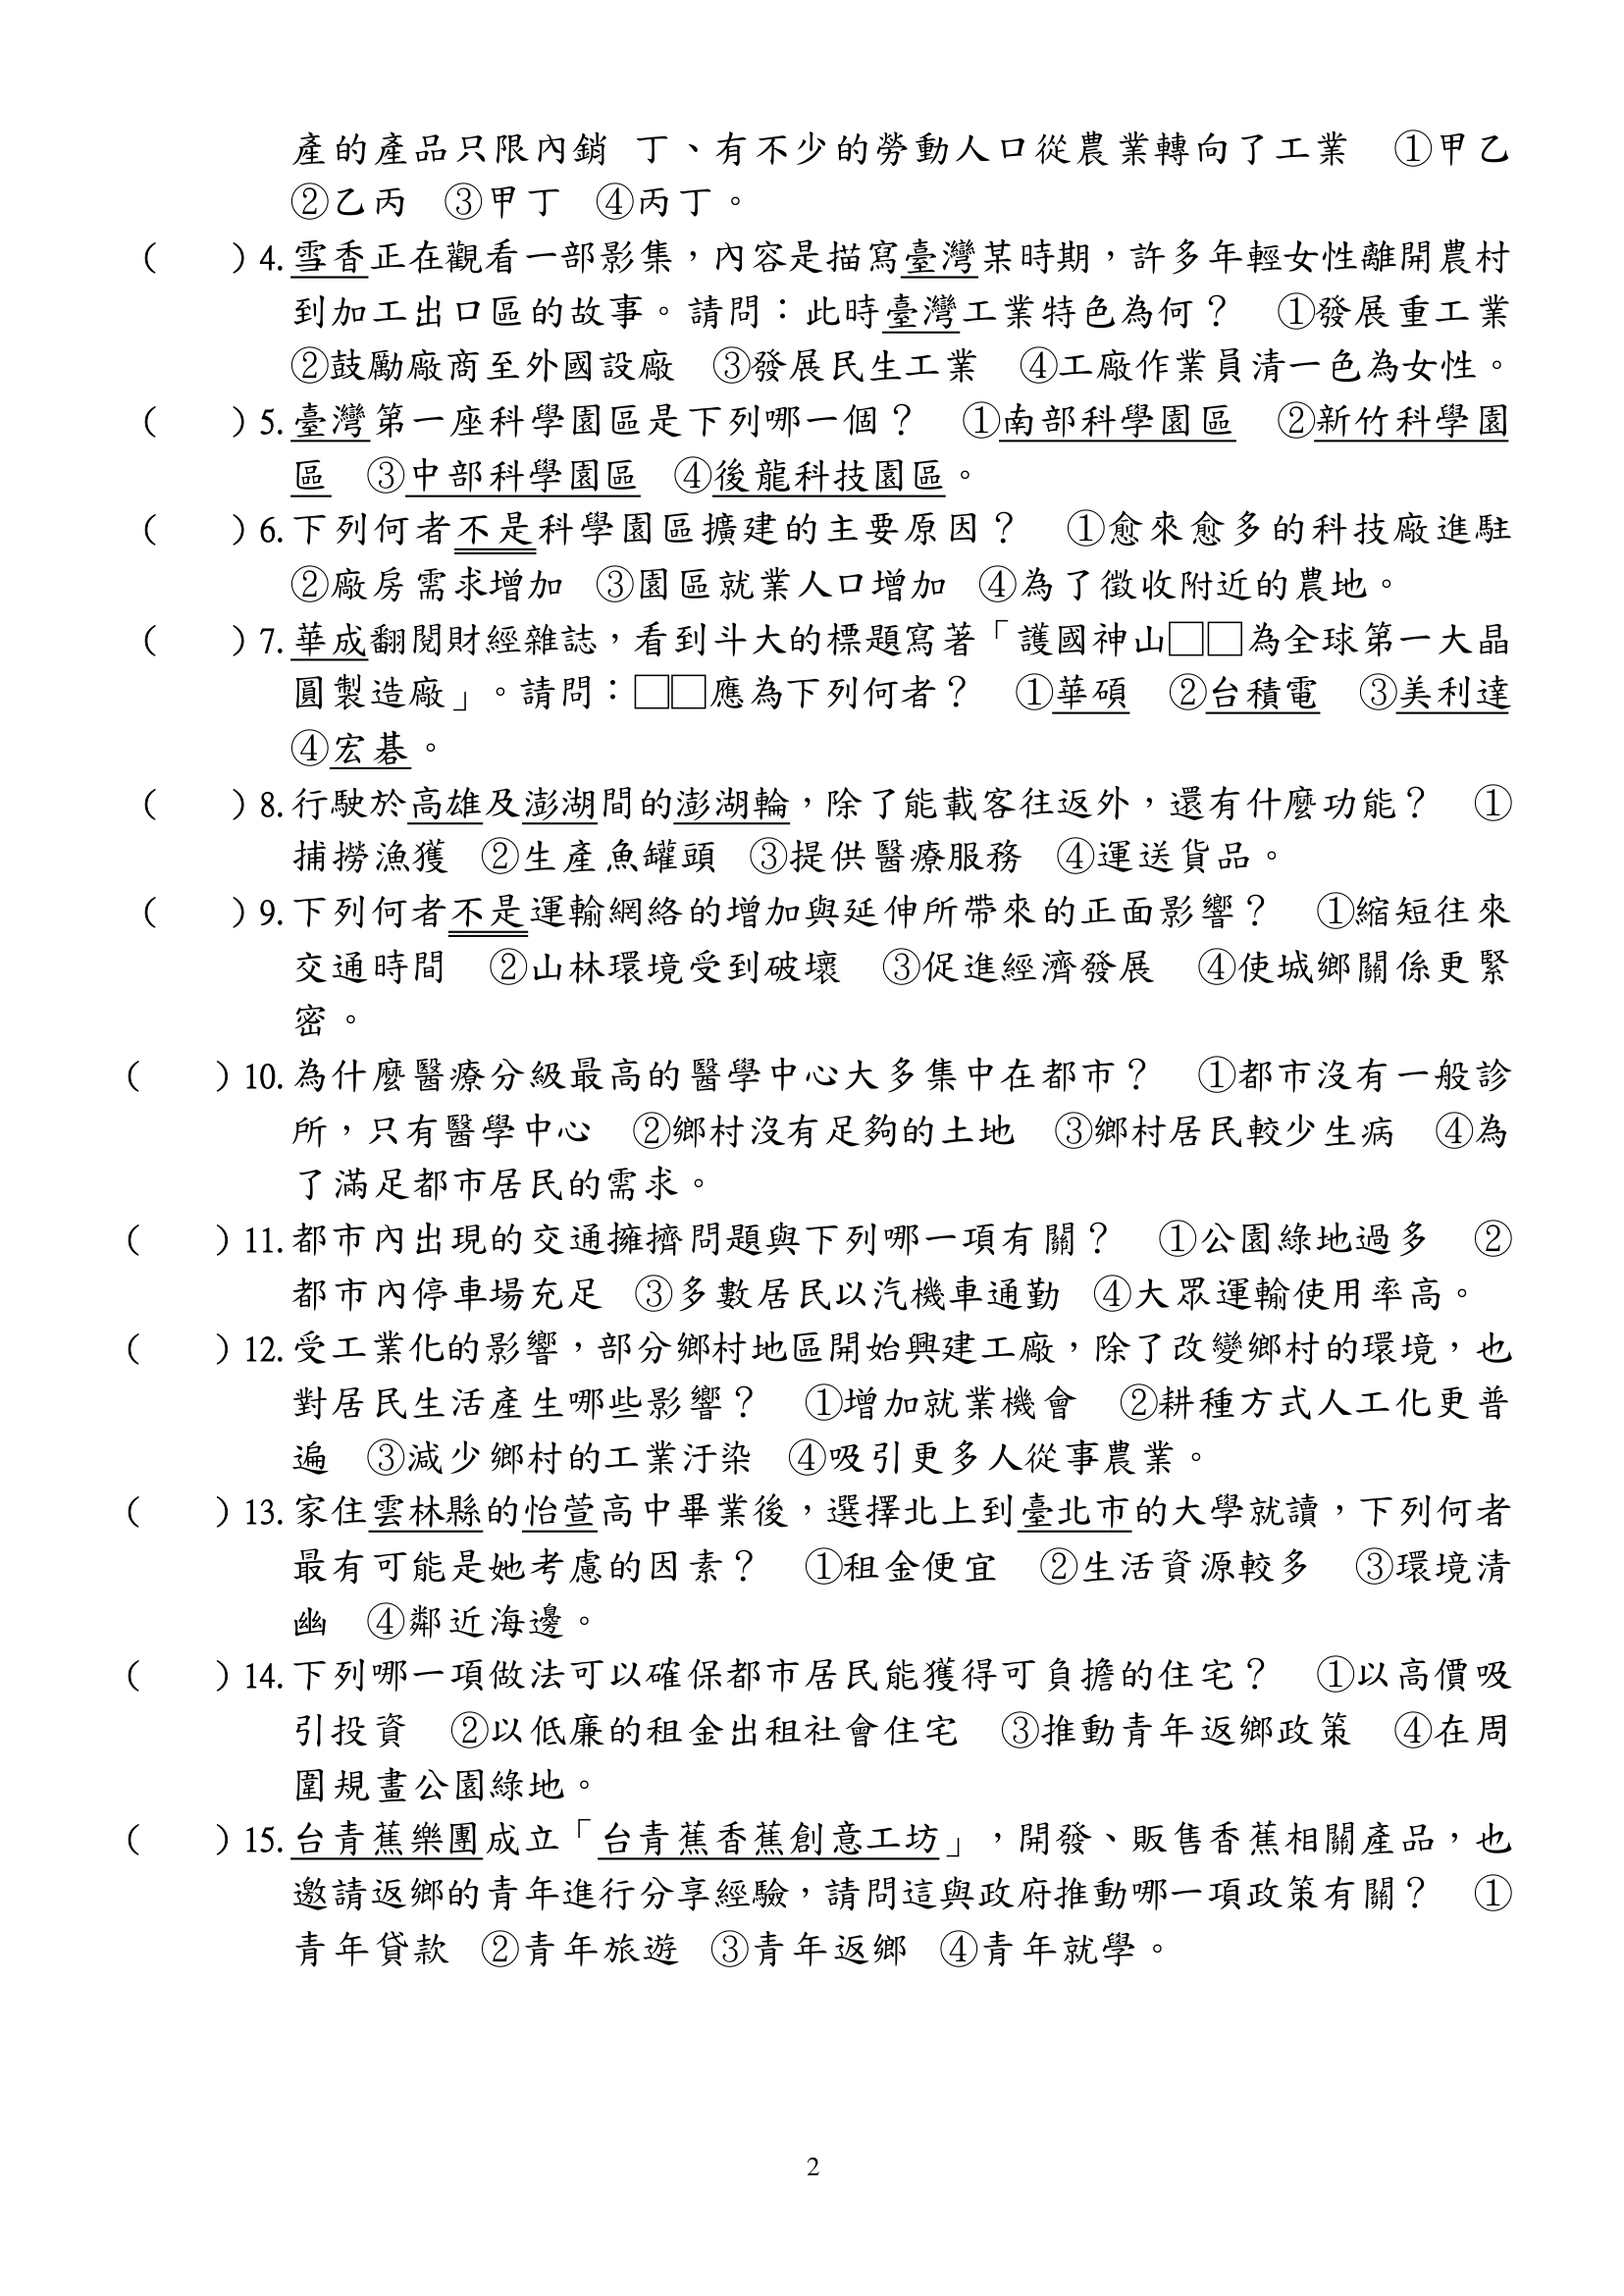 產的產品只限內銷 丁、有不少的勞動人口從農業轉向了工業 ①甲乙
②乙丙 ③甲丁 ④丙丁。
( )4.雪香正在觀看一部影集，內容是描寫臺灣某時期，許多年輕女性離開農村
到加工出口區的故事。請問：此時臺灣工業特色為何？ ①發展重工業
②鼓勵廠商至外國設廠 ③發展民生工業 ④工廠作業員清一色為女性。
( )5.臺灣第一座科學園區是下列哪一個？ ①南部科學園區 ②新竹科學園
區 ③中部科學園區 ④後龍科技園區。
( )6.下列何者不是科學園區擴建的主要原因？ ①愈來愈多的科技廠進駐
②廠房需求增加 ③園區就業人口增加 ④為了徵收附近的農地。
( )7.華成翻閱財經雜誌，看到斗大的標題寫著「護國神山□□為全球第一大晶
圓製造廠」。請問：□□應為下列何者？ ①華碩 ②台積電 ③美利達
④宏碁。
( )8.行駛於高雄及澎湖間的澎湖輪，除了能載客往返外，還有什麼功能？ ①
捕撈漁獲 ②生產魚罐頭 ③提供醫療服務 ④運送貨品。
( )9.下列何者不是運輸網絡的增加與延伸所帶來的正面影響？ ①縮短往來
交通時間 ②山林環境受到破壞 ③促進經濟發展 ④使城鄉關係更緊
密。
( )10.為什麼醫療分級最高的醫學中心大多集中在都市？ ①都市沒有一般診
所，只有醫學中心 ②鄉村沒有足夠的土地 ③鄉村居民較少生病 ④為
了滿足都市居民的需求。
( )11.都市內出現的交通擁擠問題與下列哪一項有關？ ①公園綠地過多 ②
都市內停車場充足 ③多數居民以汽機車通勤 ④大眾運輸使用率高。
( )12.受工業化的影響，部分鄉村地區開始興建工廠，除了改變鄉村的環境，也
對居民生活產生哪些影響？ ①增加就業機會 ②耕種方式人工化更普
遍 ③減少鄉村的工業汙染 ④吸引更多人從事農業。
( )13.家住雲林縣的怡萱高中畢業後，選擇北上到臺北市的大學就讀，下列何者
最有可能是她考慮的因素？ ①租金便宜 ②生活資源較多 ③環境清
幽 ④鄰近海邊。
( )14.下列哪一項做法可以確保都市居民能獲得可負擔的住宅？ ①以高價吸
引投資 ②以低廉的租金出租社會住宅 ③推動青年返鄉政策 ④在周
圍規畫公園綠地。
( )15.台青蕉樂團成立「台青蕉香蕉創意工坊」，開發、販售香蕉相關產品，也
邀請返鄉的青年進行分享經驗，請問這與政府推動哪一項政策有關？ ①
青年貸款 ②青年旅遊 ③青年返鄉 ④青年就學。
2